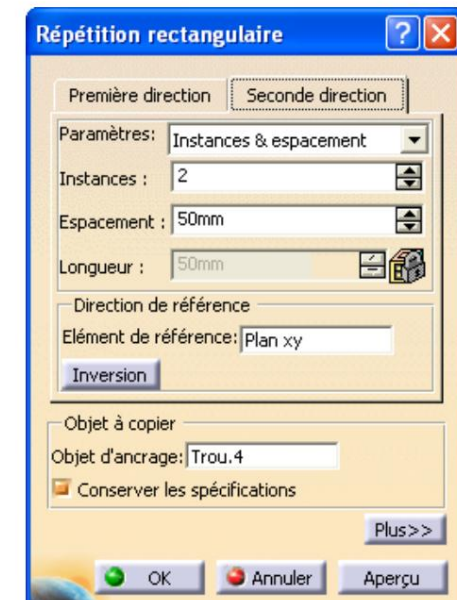 Répétition rectangulaire
Première direction Seconde direction
Paramètres: Instances & espacement
Instances : 2
Espacement : 50mm
Longueur : 50mm
Direction de référence
Elément de référence: Plan xy
Inversion
Objet à copier
Objet d'ancrage: Trou.4
Conserver les spécifications
Plus>>
OK Annuler Aperçu